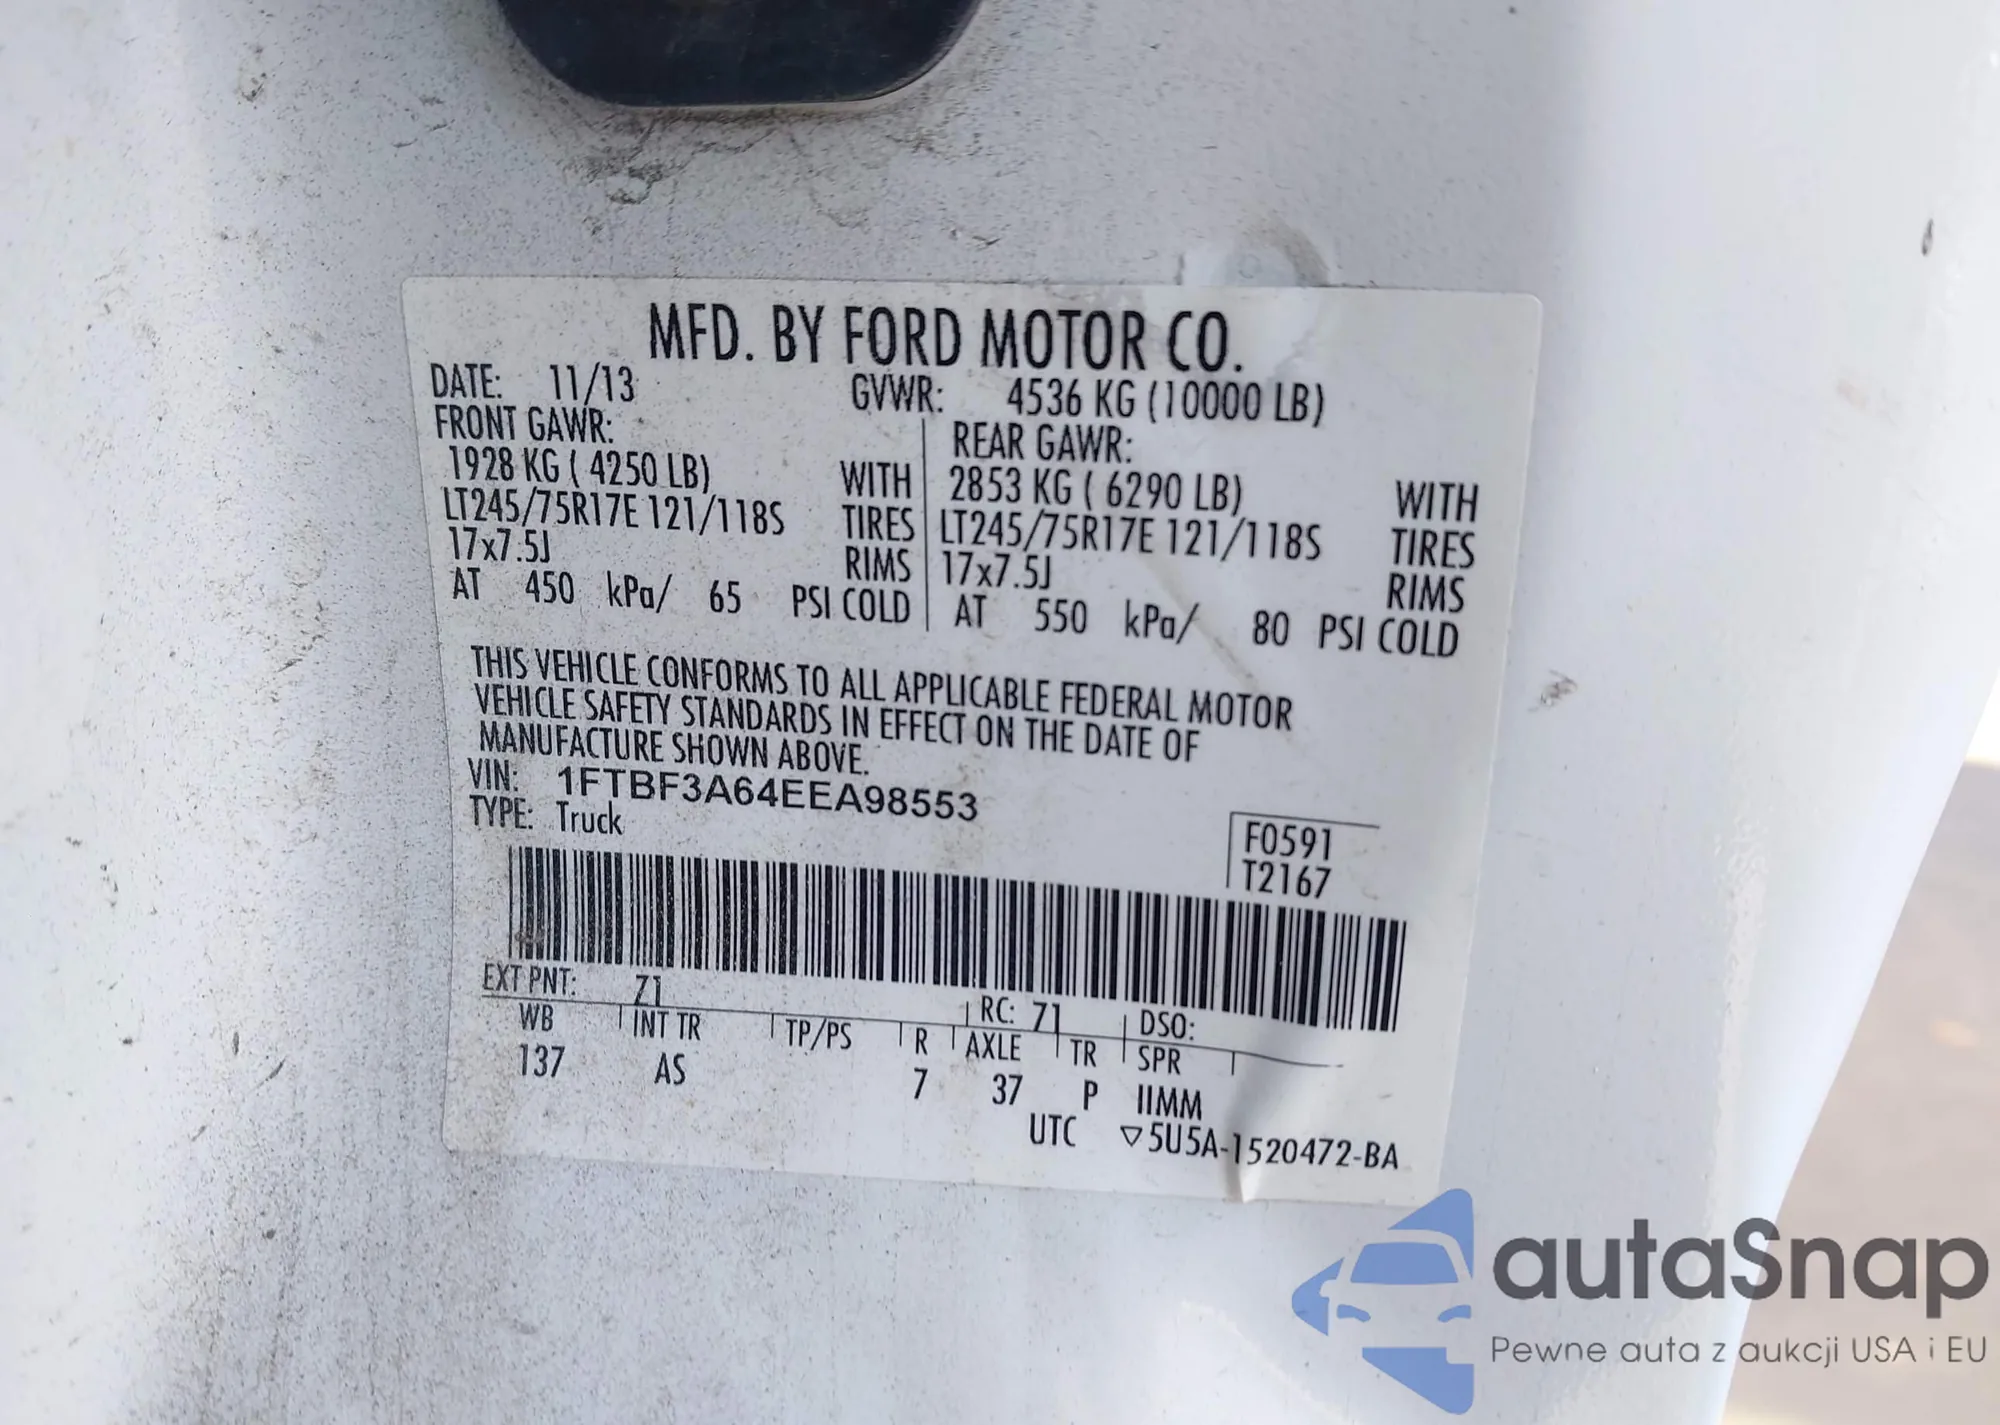 MFD. BY FORD MOTOR CO.
DATE: 11/13 GVWR: 4536 KG (10000 LB)
FRONT GAWR: REAR GAWR:
1928 KG ( 4250 LB) WITH 2853 KG ( 6290 LB) WITH
LT245/75R17E 121/118S TIRES LT245/75R17E 121/118S TIRES
17x7.5J RIMS 17x7.5J RIMS
AT 450 kPa/ 65 PSI COLD AT 550 kPa/ 80 PSI COLD
THIS VEHICLE CONFORMS TO ALL APPLICABLE FEDERAL MOTOR
VEHICLE SAFETY STANDARDS IN EFFECT ON THE DATE OF
MANUFACTURE SHOWN ABOVE.
VIN: 1FTBF3A64EEA98553
TYPE: Truck
F0591
T2167
EXT PNT: Z1 RC: 71 DSO:
WB INT TR TP/PS R AXLE TR SPR
137 AS 7 37 P IIMM
UTC ▽5U5A-1520472-BA
autaSnap
Pewne auta z aukcji USA i EU